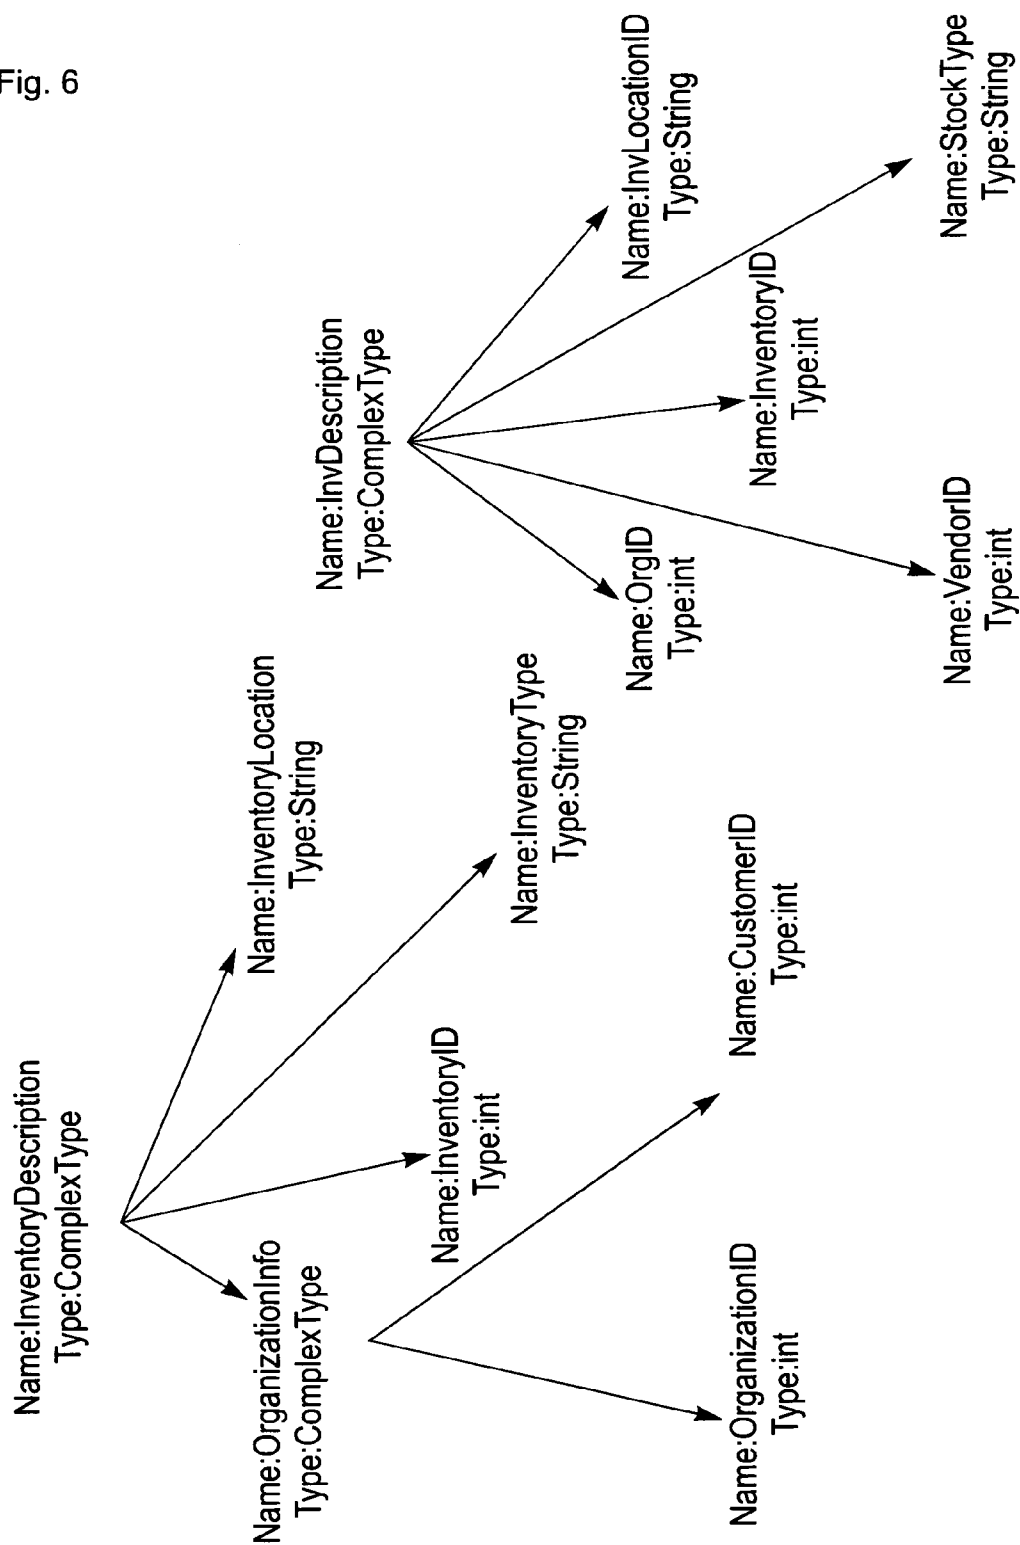 Fig. 6
Name:InventoryDescription
Type:ComplexType
Name:OrganizationInfo
Type:ComplexType
Name:InventoryLocation
Type:String
Name:InventoryID
Type:int
Name:InventoryType
Type:String
Name:OrganizationID
Type:int
Name:CustomerID
Type:int
Name:InvDescription
Type:ComplexType
Name:OrgID
Type:int
Name:InvLocationID
Type:String
Name:InventoryID
Type:int
Name:VendorID
Type:int
Name:StockType
Type:String